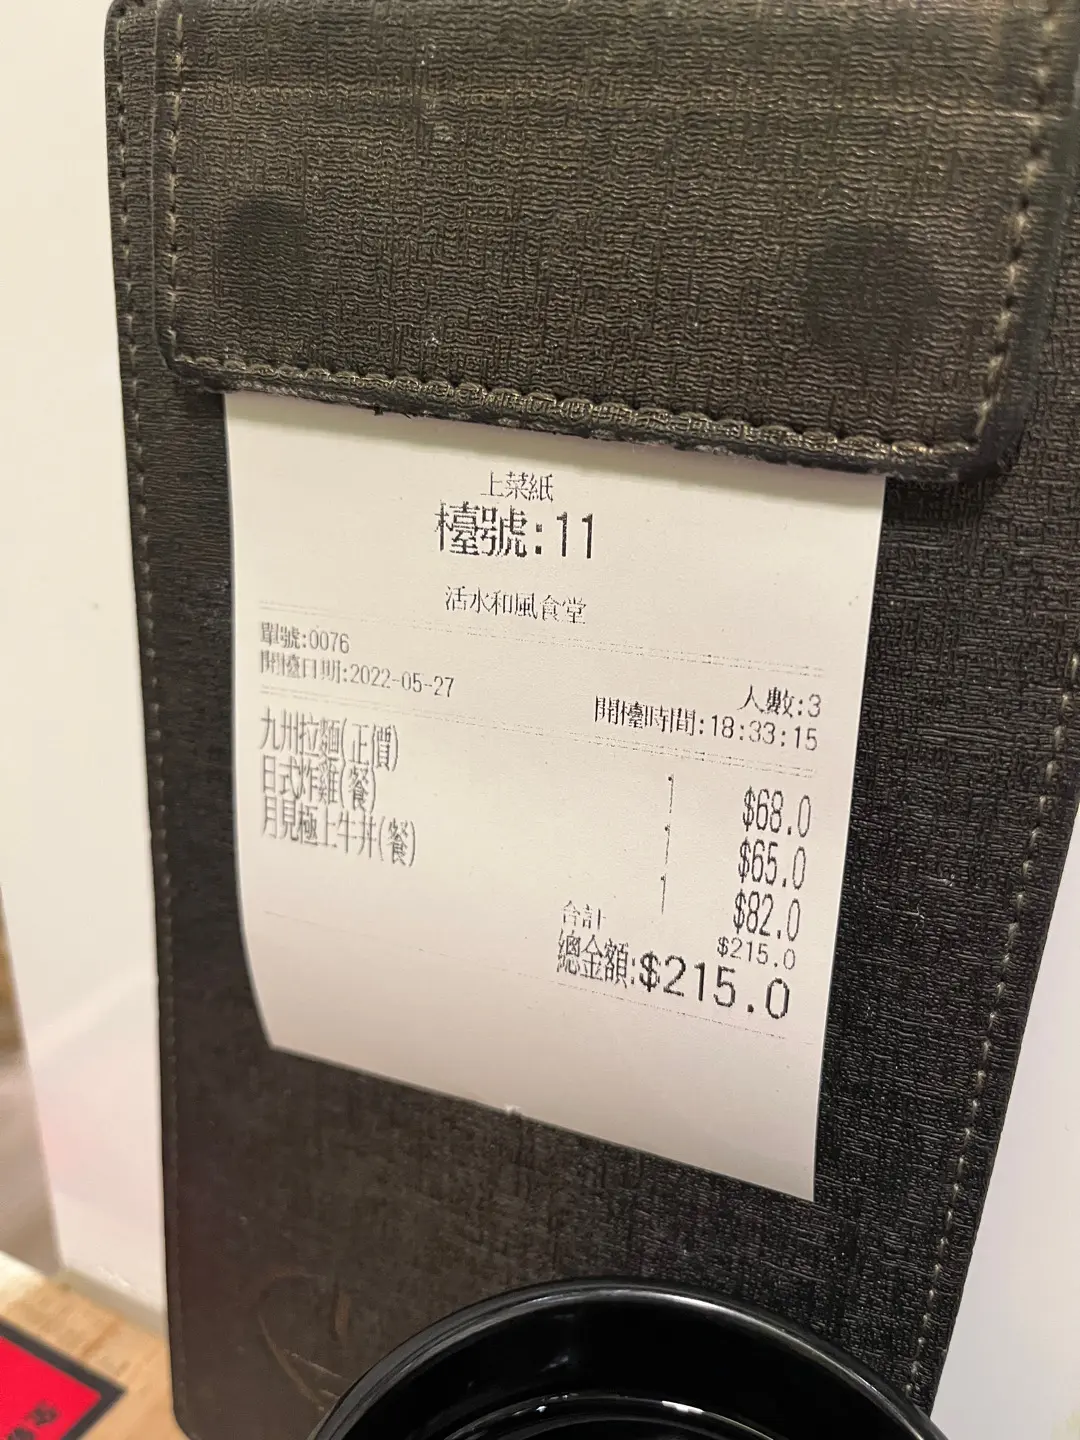 上菜紙
檯號:11
活水和風食堂
單號:0076
人數:3
開檯日期:2022-05-27
開檯時間:18:33:15
九州拉麵(正價) 1 $68.0
日式炸雞(餐) 1 $65.0
月見極上牛丼(餐) 1 $82.0
合計 $215.0
總金額:$215.0